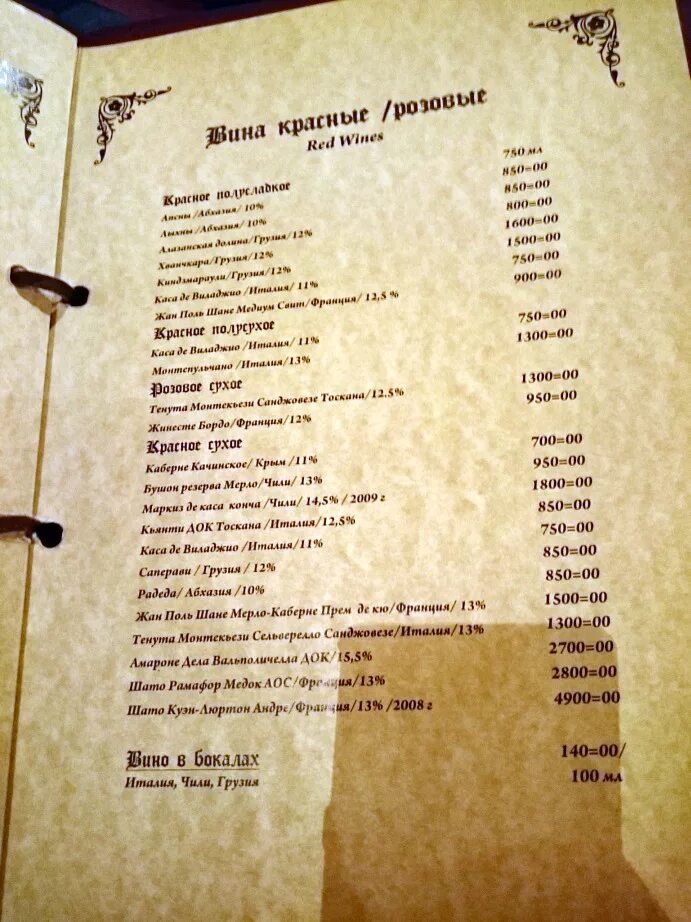 Вина красные /розовые
Red Wines
750 мл
Красное полусладкое
Апсны /Абхазия/ 10% 850=00
Лыхны /Абхазия/ 10% 850=00
Алазанская долина/Грузия/12% 800=00
Хванчкара/Грузия/12% 1600=00
Киндзмараули/Грузия/12% 1500=00
Каса де Виладжио /Италия/ 11% 750=00
Жан Поль Шане Медиум Свит/Франция/ 12,5 % 900=00
Красное полусухое
Каса де Виладжио /Италия/ 11% 750=00
Монтепульчано /Италия/13% 1300=00
Розовое сухое
Тенута Монтекьези Санджовезе Тоскана/12.5% 1300=00
Жинесте Бордо/Франция/12% 950=00
Красное сухое
Каберне Качинское/ Крым /11% 700=00
Бушон резерва Мерло/Чили/ 13% 950=00
Маркиз де каса конча /Чили/ 14,5% / 2009 г 1800=00
Кьянти ДОК Тоскана /Италия/12,5% 850=00
Каса де Виладжио /Италия/11% 750=00
Саперави / Грузия / 12% 850=00
Радеда/ Абхазия /10% 850=00
Жан Поль Шане Мерло-Каберне Прем де кю/Франция/ 13% 1500=00
Тенута Монтекьези Сельверелло Санджовезе/Италия/13% 1300=00
Амароне Дела Вальполичелла ДОК/15,5% 2700=00
Шато Рамафор Медок АОС/Франция/13% 2800=00
Шато Куэн-Люртон Андре/Франция/13% /2008 г 4900=00
Вино в бокалах 140=00/
Италия, Чили, Грузия 100 мл